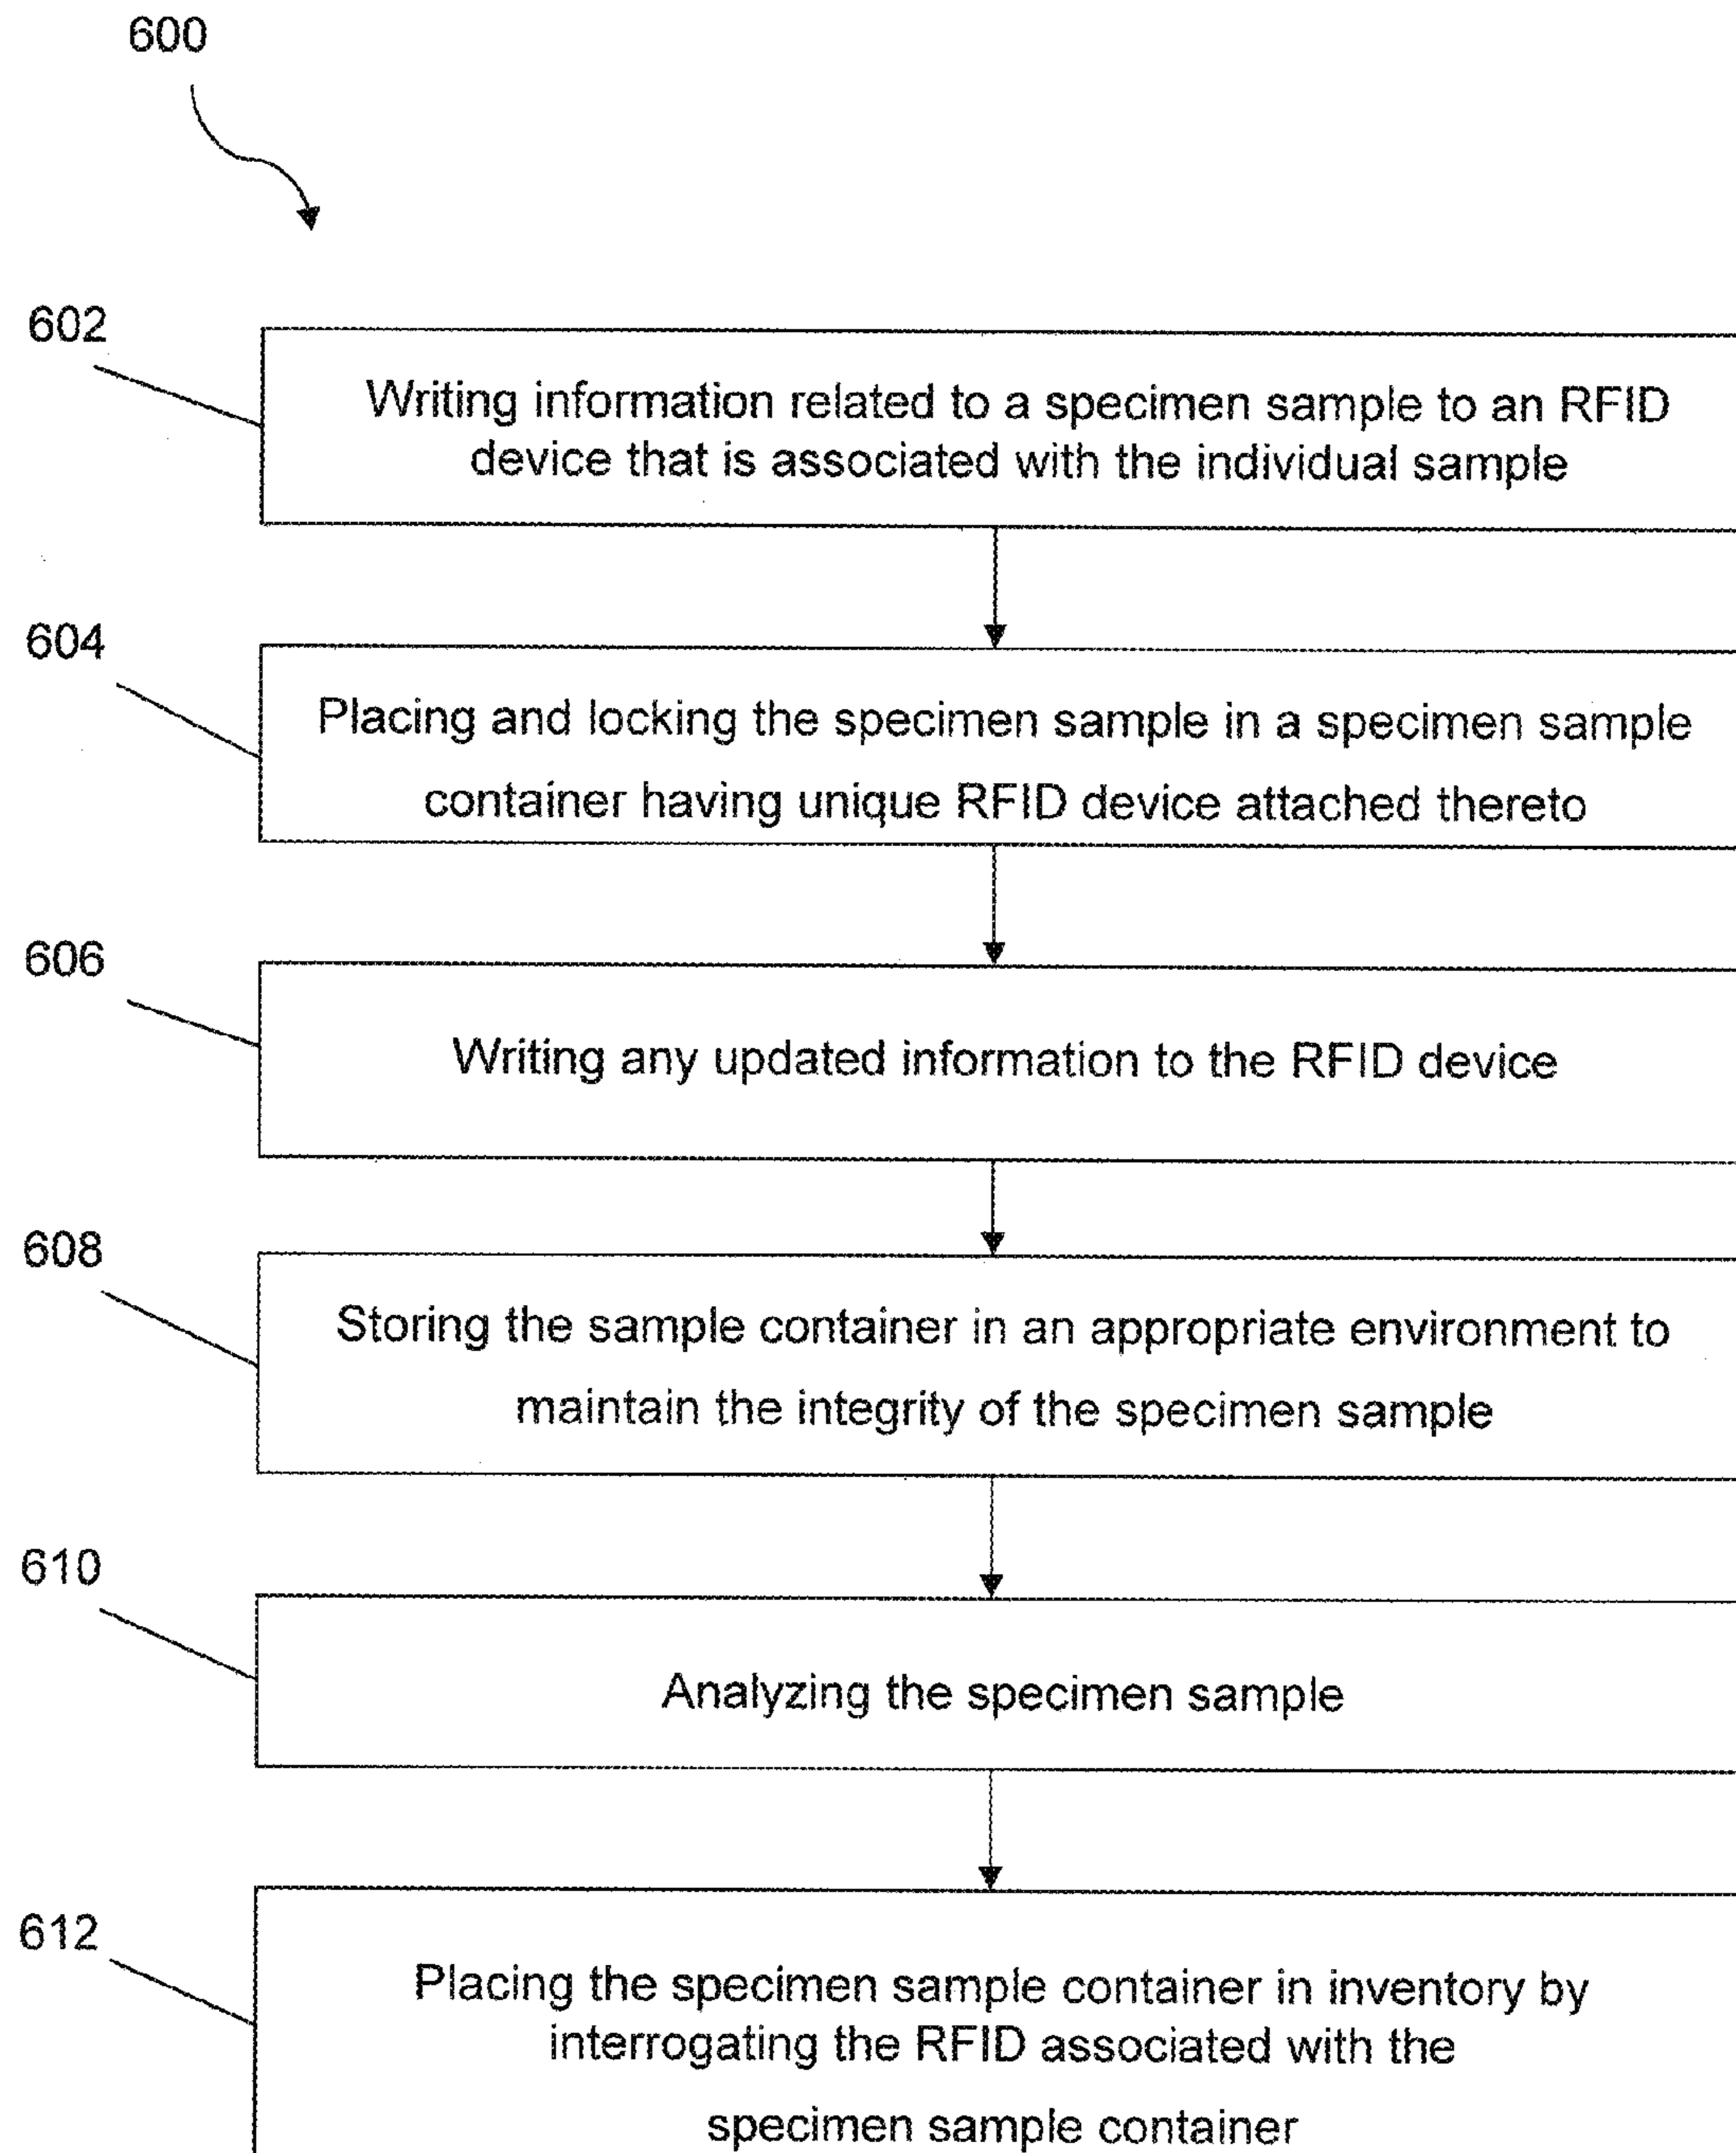 600
602
Writing information related to a specimen sample to an RFID
device that is associated with the individual sample
604
Placing and locking the specimen sample in a specimen sample
container having unique RFID device attached thereto
606
Writing any updated information to the RFID device
608
Storing the sample container in an appropriate environment to
maintain the integrity of the specimen sample
610
Analyzing the specimen sample
612
Placing the specimen sample container in inventory by
interrogating the RFID associated with the
specimen sample container